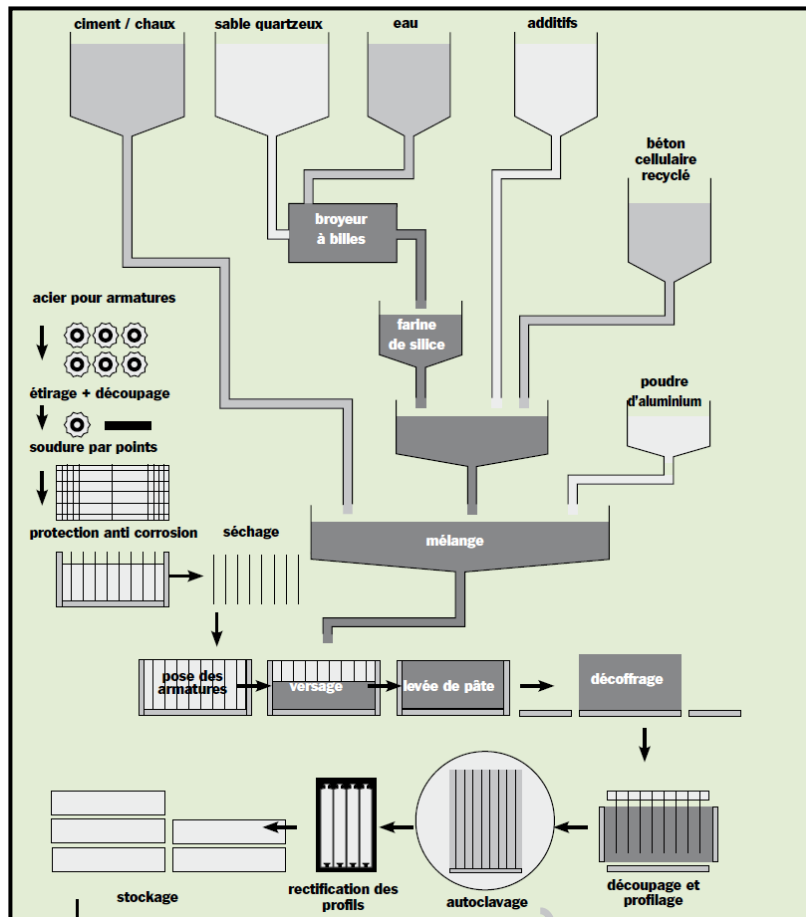 ciment / chaux
sable quartzeux
eau
additifs
béton
cellulaire
recyclé
broyeur
à billes
acier pour armatures
farine
de silice
étirage + découpage
poudre
d'aluminium
soudure par points
protection anti corrosion
séchage
mélange
pose des
armatures
versage
levée de pâte
décoffrage
stockage
rectification des
profils
autoclavage
découpage et
profilage